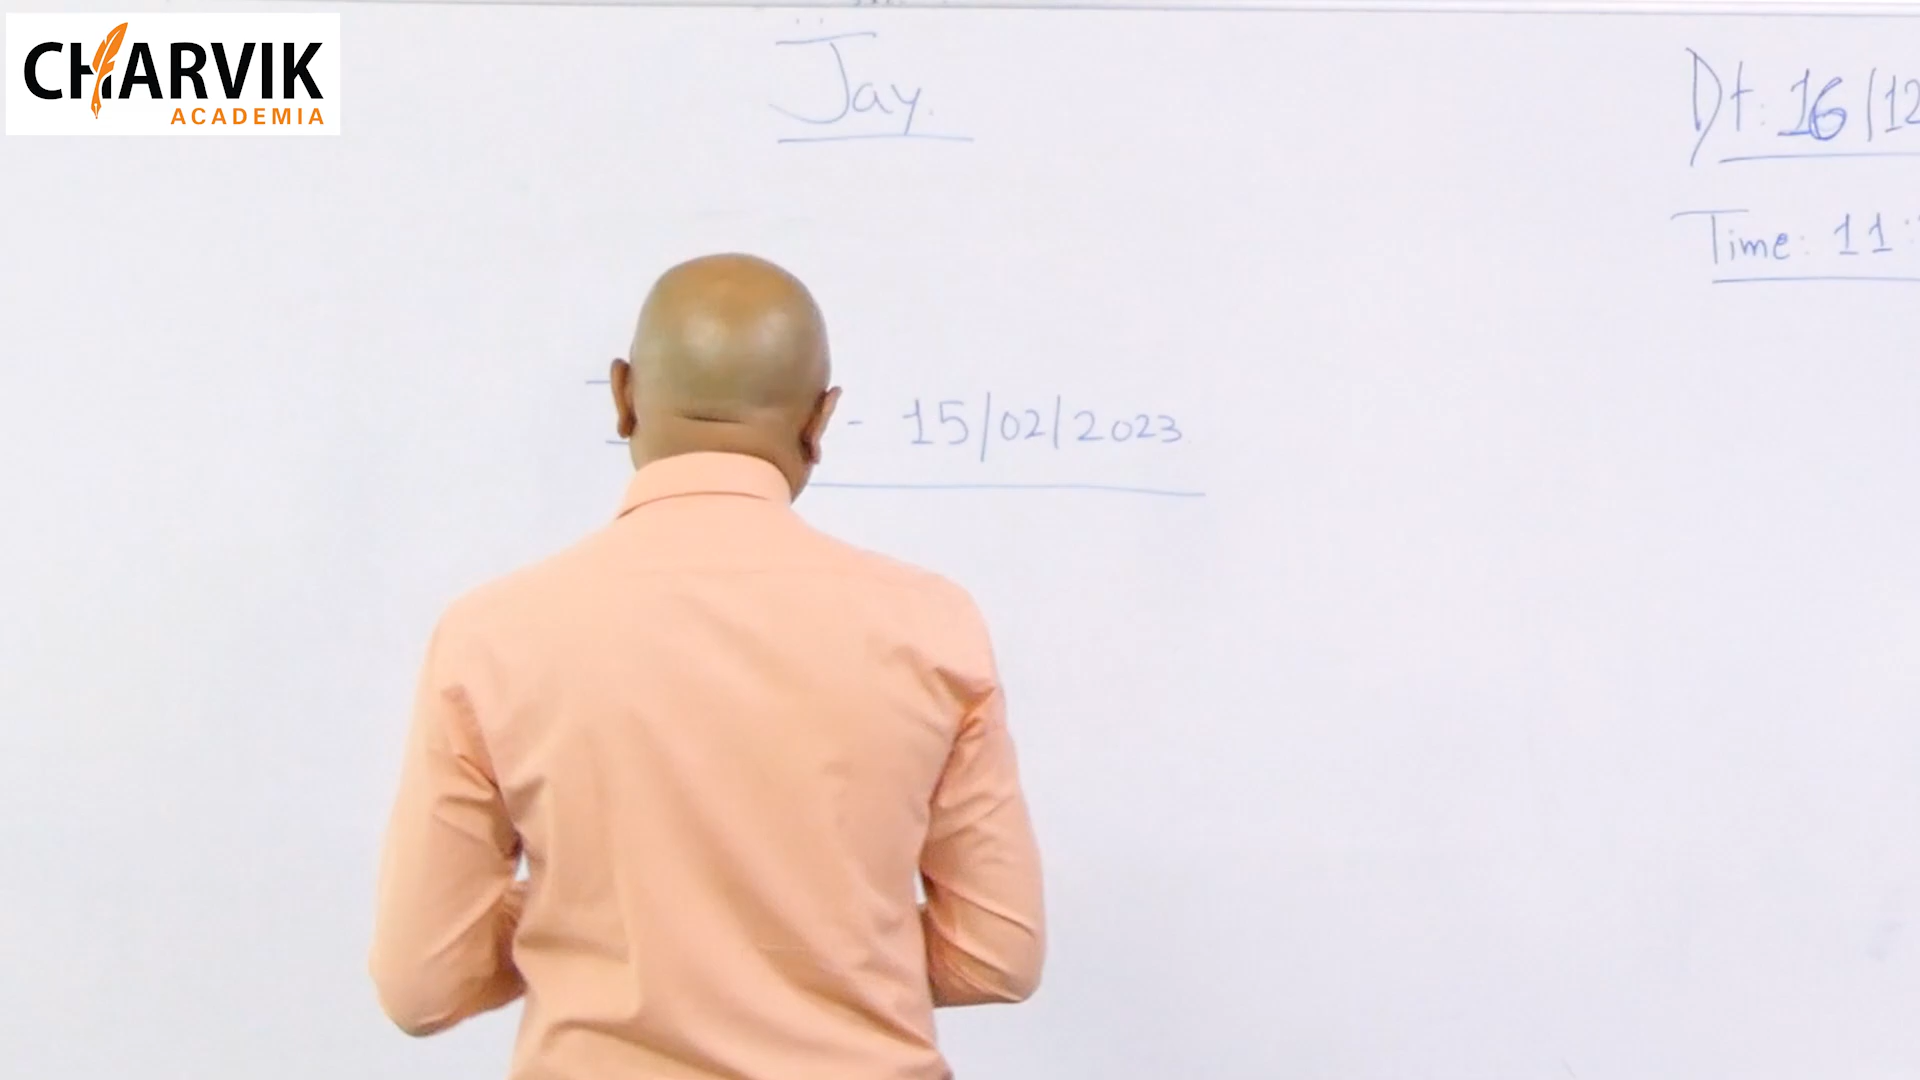 CHARVIK
ACADEMIA
Jay.
Dt: 16/12
Time: 11:
- 15/02/2023